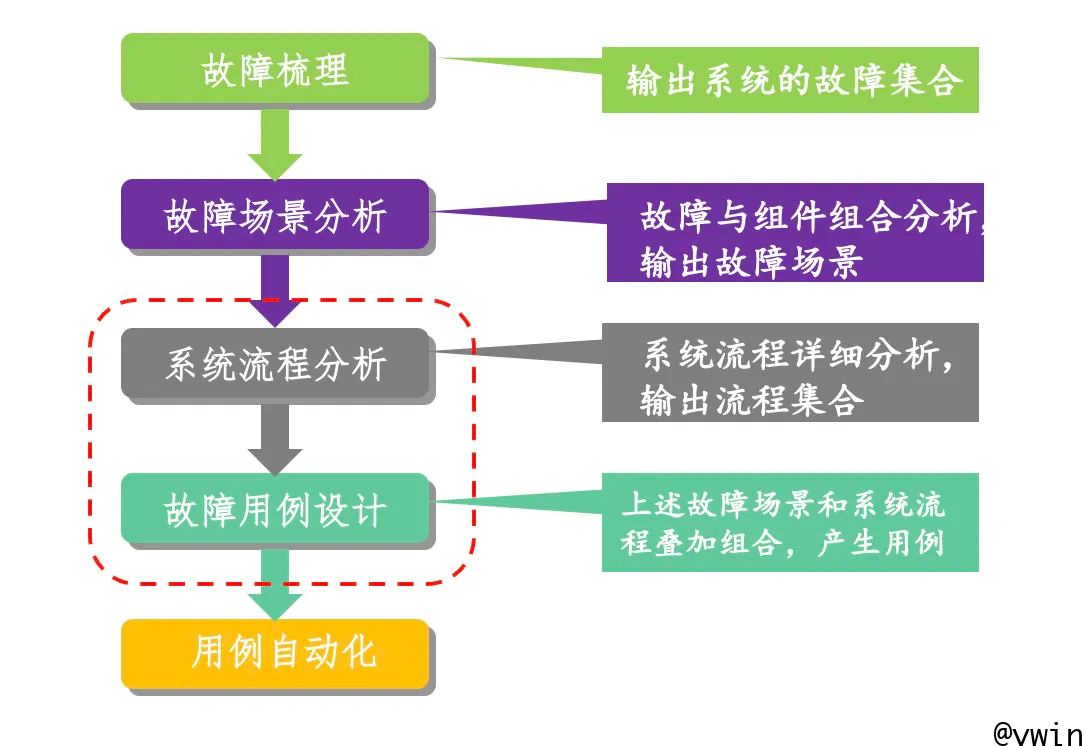 故障梳理
输出系统的故障集合
故障场景分析
故障与组件组合分析,
输出故障场景
系统流程分析
系统流程详细分析，
输出流程集合
故障用例设计
上述故障场景和系统流
程叠加组合，产生用例
用例自动化
@vwin